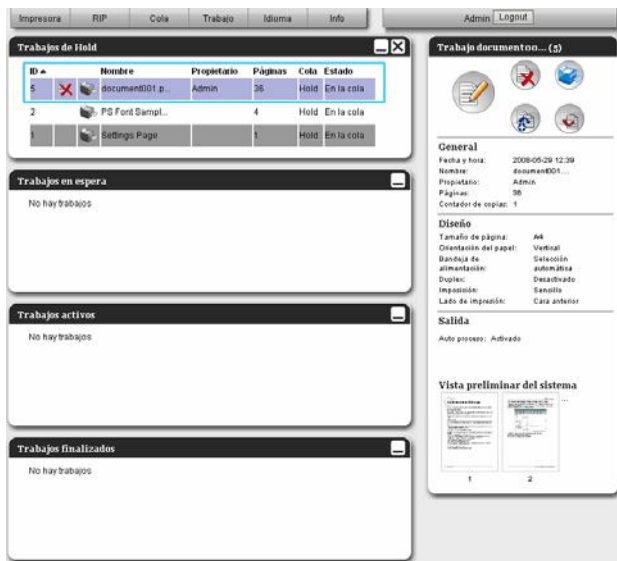 Impresora RIP Cola Trabajo Idioma Info
Admin Logout
Trabajos de Hold
ID Nombre Propietario Páginas Cola Estado
5 document001.p... Admin 36 Hold En la cola
2 PS Font Sampl... 4 Hold En la cola
1 Settings Page 1 Hold En la cola
Trabajos en espera
No hay trabajos
Trabajos activos
No hay trabajos
Trabajos finalizados
No hay trabajos
Trabajo document00... (5)
General
Fecha y hora: 2008-05-29 12:39
Nombre: document001....
Propietario: Admin
Páginas: 36
Contador de copias: 1
Diseño
Tamaño de página: A4
Orientación del papel: Vertical
Bandeja de alimentación: Selección automática
Duplex: Desactivado
Imposición: Sencillo
Lado de impresión: Cara anterior
Salida
Auto proceso: Activado
Vista preliminar del sistema
...
1 2